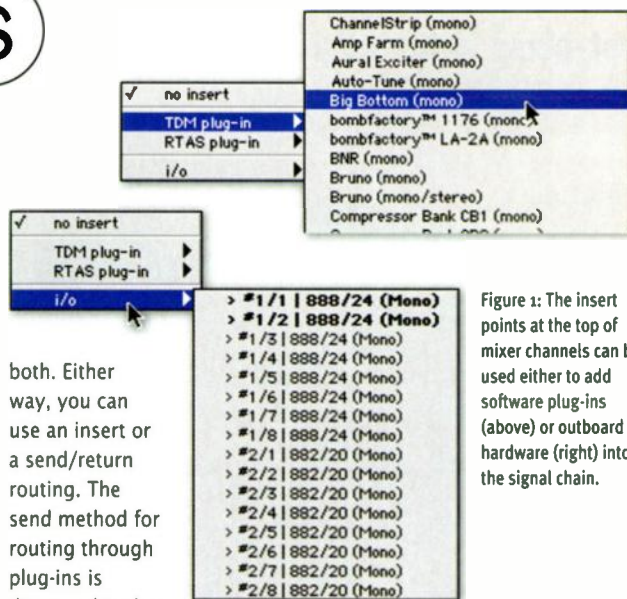 S
ChannelStrip (mono)
Amp Farm (mono)
Aural Exciter (mono)
Auto-Tune (mono)
Big Bottom (mono)
bombfactory™ 1176 (mono)
bombfactory™ LA-2A (mono)
BNR (mono)
Bruno (mono)
Bruno (mono/stereo)
Compressor Bank CB1 (mono)
✓ no insert
TDM plug-in
RTAS plug-in
i/o
✓ no insert
TDM plug-in
RTAS plug-in
i/o
> #1/1 | 888/24 (Mono)
> #1/2 | 888/24 (Mono)
> #1/3 | 888/24 (Mono)
> #1/4 | 888/24 (Mono)
> #1/5 | 888/24 (Mono)
> #1/6 | 888/24 (Mono)
> #1/7 | 888/24 (Mono)
> #1/8 | 888/24 (Mono)
> #2/1 | 882/20 (Mono)
> #2/2 | 882/20 (Mono)
> #2/3 | 882/20 (Mono)
> #2/4 | 882/20 (Mono)
> #2/5 | 882/20 (Mono)
> #2/6 | 882/20 (Mono)
> #2/7 | 882/20 (Mono)
> #2/8 | 882/20 (Mono)
Figure 1: The insert
points at the top of
mixer channels can b
used either to add
software plug-ins
(above) or outboard
hardware (right) into
the signal chain.
both. Either
way, you can
use an insert or
a send/return
routing. The
send method for
routing through
plug-ins is